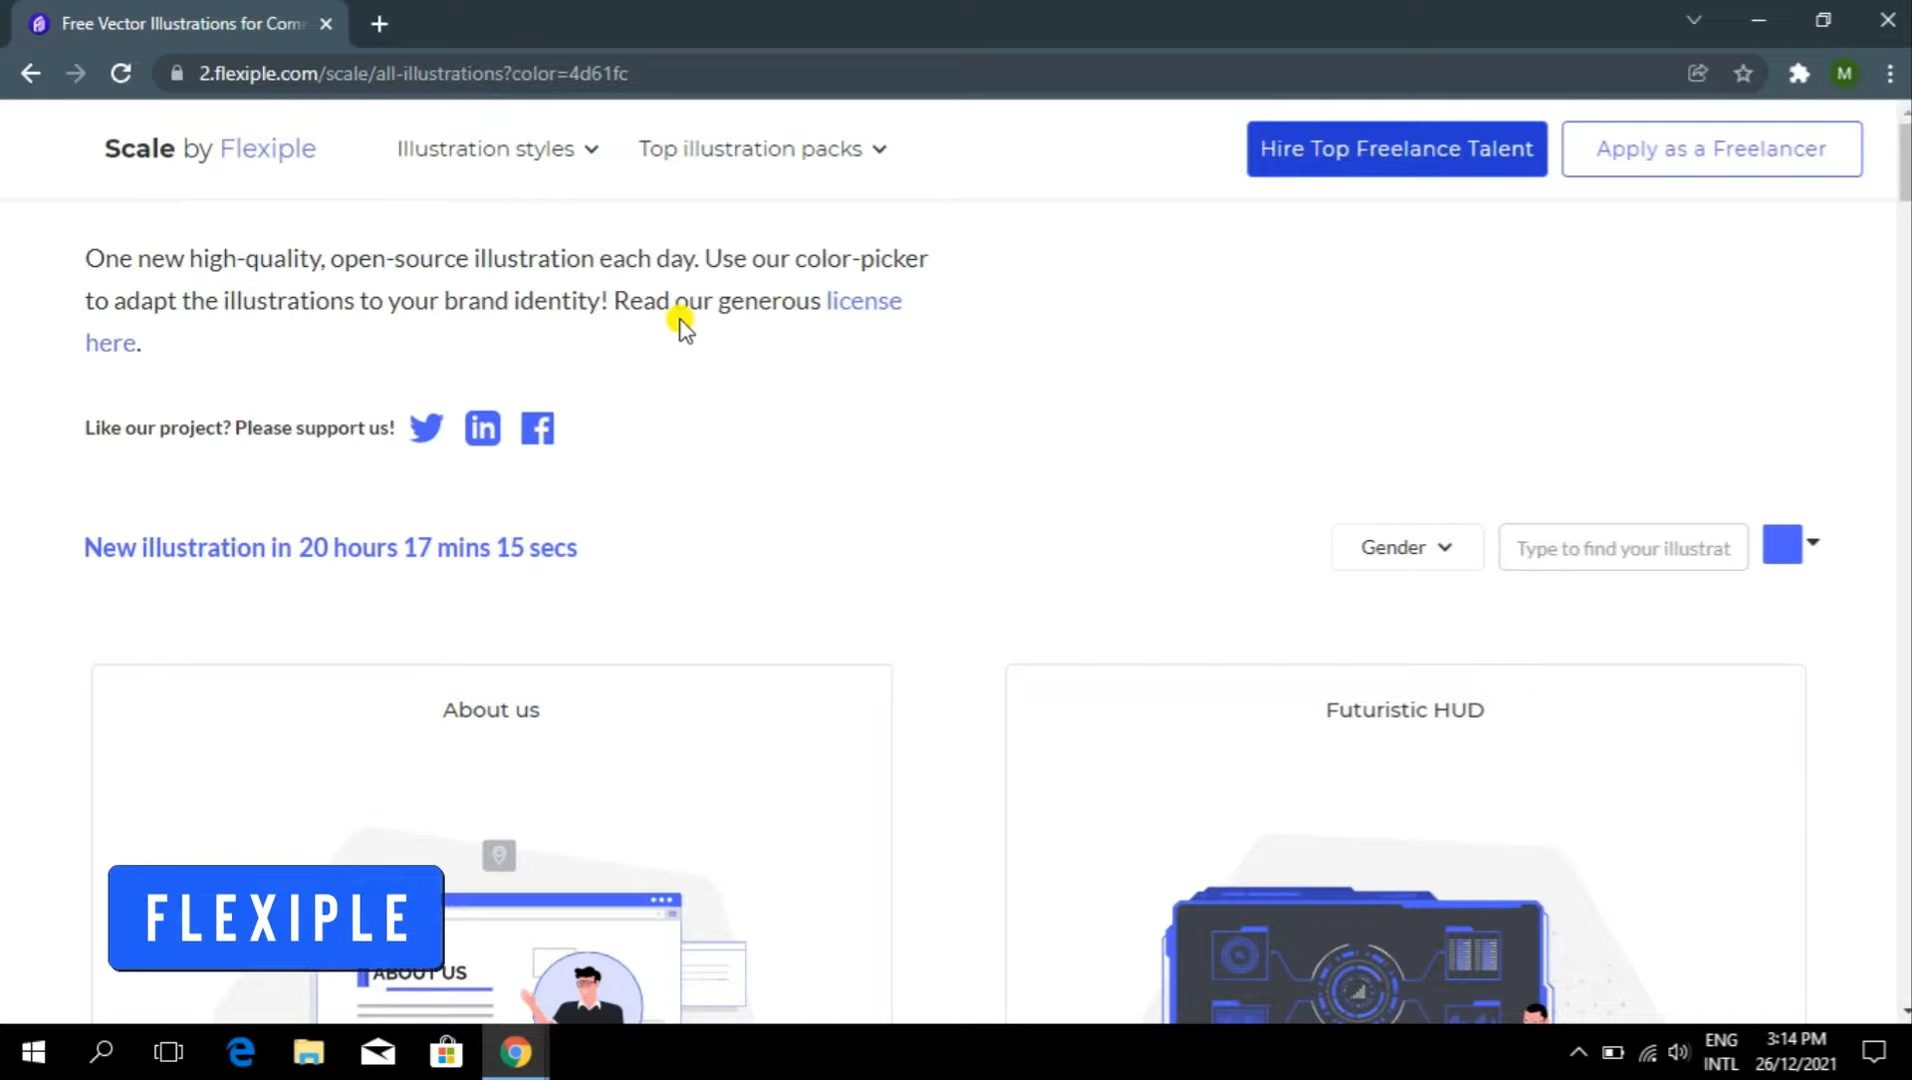 Free Vector Illustrations for Com
2.flexiple.com/scale/all-illustrations?color=4d61fc
M
Scale by Flexiple
Illustration styles
Top illustration packs
Hire Top Freelance Talent
Apply as a Freelancer
One new high-quality, open-source illustration each day. Use our color-picker
to adapt the illustrations to your brand identity! Read our generous license
here.
Like our project? Please support us!
New illustration in 20 hours 17 mins 15 secs
Gender
Type to find your illustrat
About us
Futuristic HUD
FLEXIPLE
ABOUT US
ENG
INTL
3:14 PM
26/12/2021